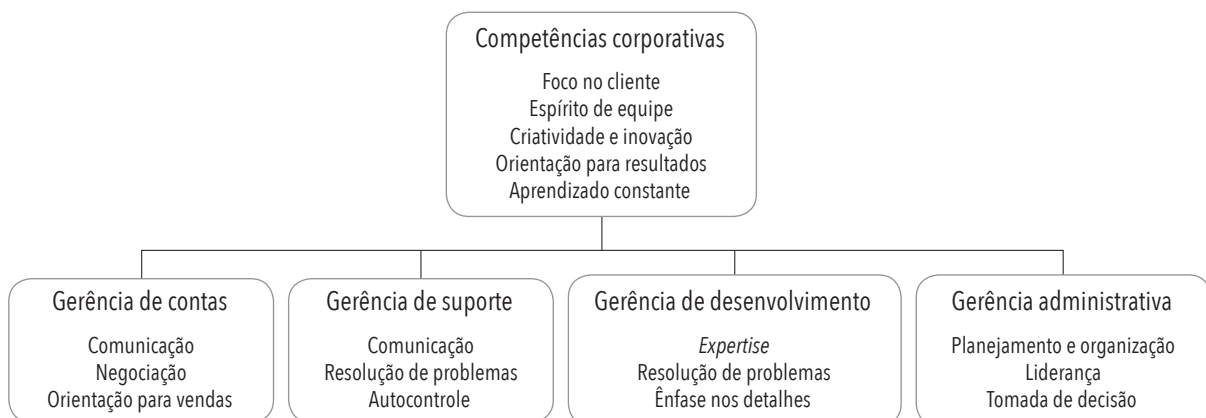 Competências corporativas
Foco no cliente
Espírito de equipe
Criatividade e inovação
Orientação para resultados
Aprendizado constante
Gerência de contas
Comunicação
Negociação
Orientação para vendas
Gerência de suporte
Comunicação
Resolução de problemas
Autocontrole
Gerência de desenvolvimento
Expertise
Resolução de problemas
Ênfase nos detalhes
Gerência administrativa
Planejamento e organização
Liderança
Tomada de decisão